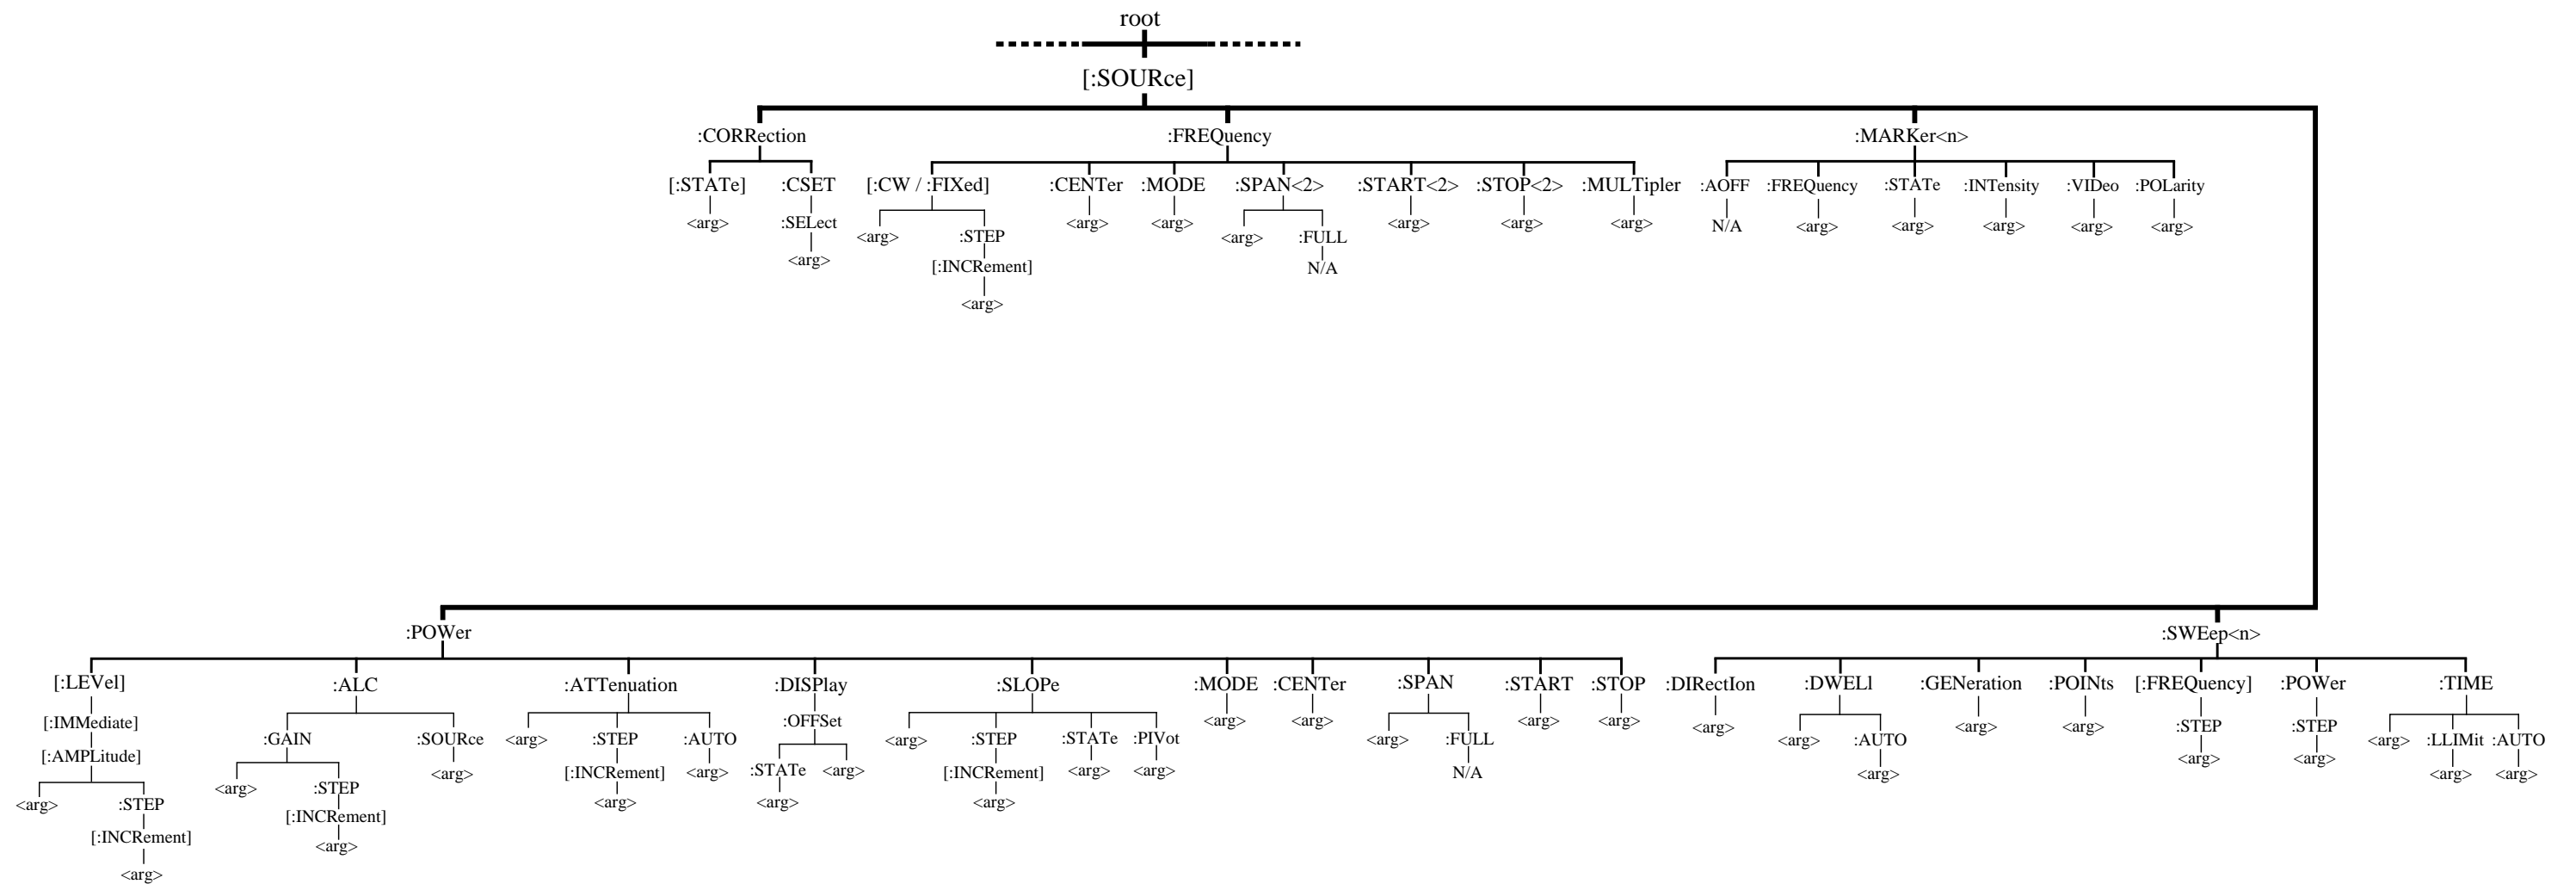 root
[:SOURce]
:CORRection :FREQuency :MARKer<n>
[:STATe] :CSET [:CW / :FIXed] :CENTer :MODE :SPAN<2> :START<2> :STOP<2> :MULTipler :AOFF :FREQuency :STATe :INTensity :VIDeo :POLarity
<arg> :SELect <arg> :STEP <arg> <arg> <arg> :FULL <arg> <arg> <arg> N/A <arg> <arg> <arg> <arg> <arg>
<arg> [:INCRement] N/A
<arg>
:POWer :SWEep<n>
[:LEVel] :ALC :ATTenuation :DISPlay :SLOPe :MODE :CENTer :SPAN :START :STOP :DIRectIon :DWELl :GENeration :POINts [:FREQuency] :POWer :TIME
[:IMMediate] :OFFSet <arg> <arg> <arg> <arg> <arg> <arg> <arg> :STEP :STEP
:GAIN :SOURce <arg> :STEP :AUTO <arg> :STEP :STATe :PIVot <arg> :FULL <arg> :AUTO <arg> :LLIMit :AUTO
[:AMPLitude] <arg> <arg>
<arg> [:INCRement] <arg> :STATe <arg> [:INCRement] <arg> <arg> N/A <arg> <arg> <arg>
<arg> :STEP
<arg> :STEP <arg> <arg> <arg>
[:INCRement]
[:INCRement] <arg>
<arg>